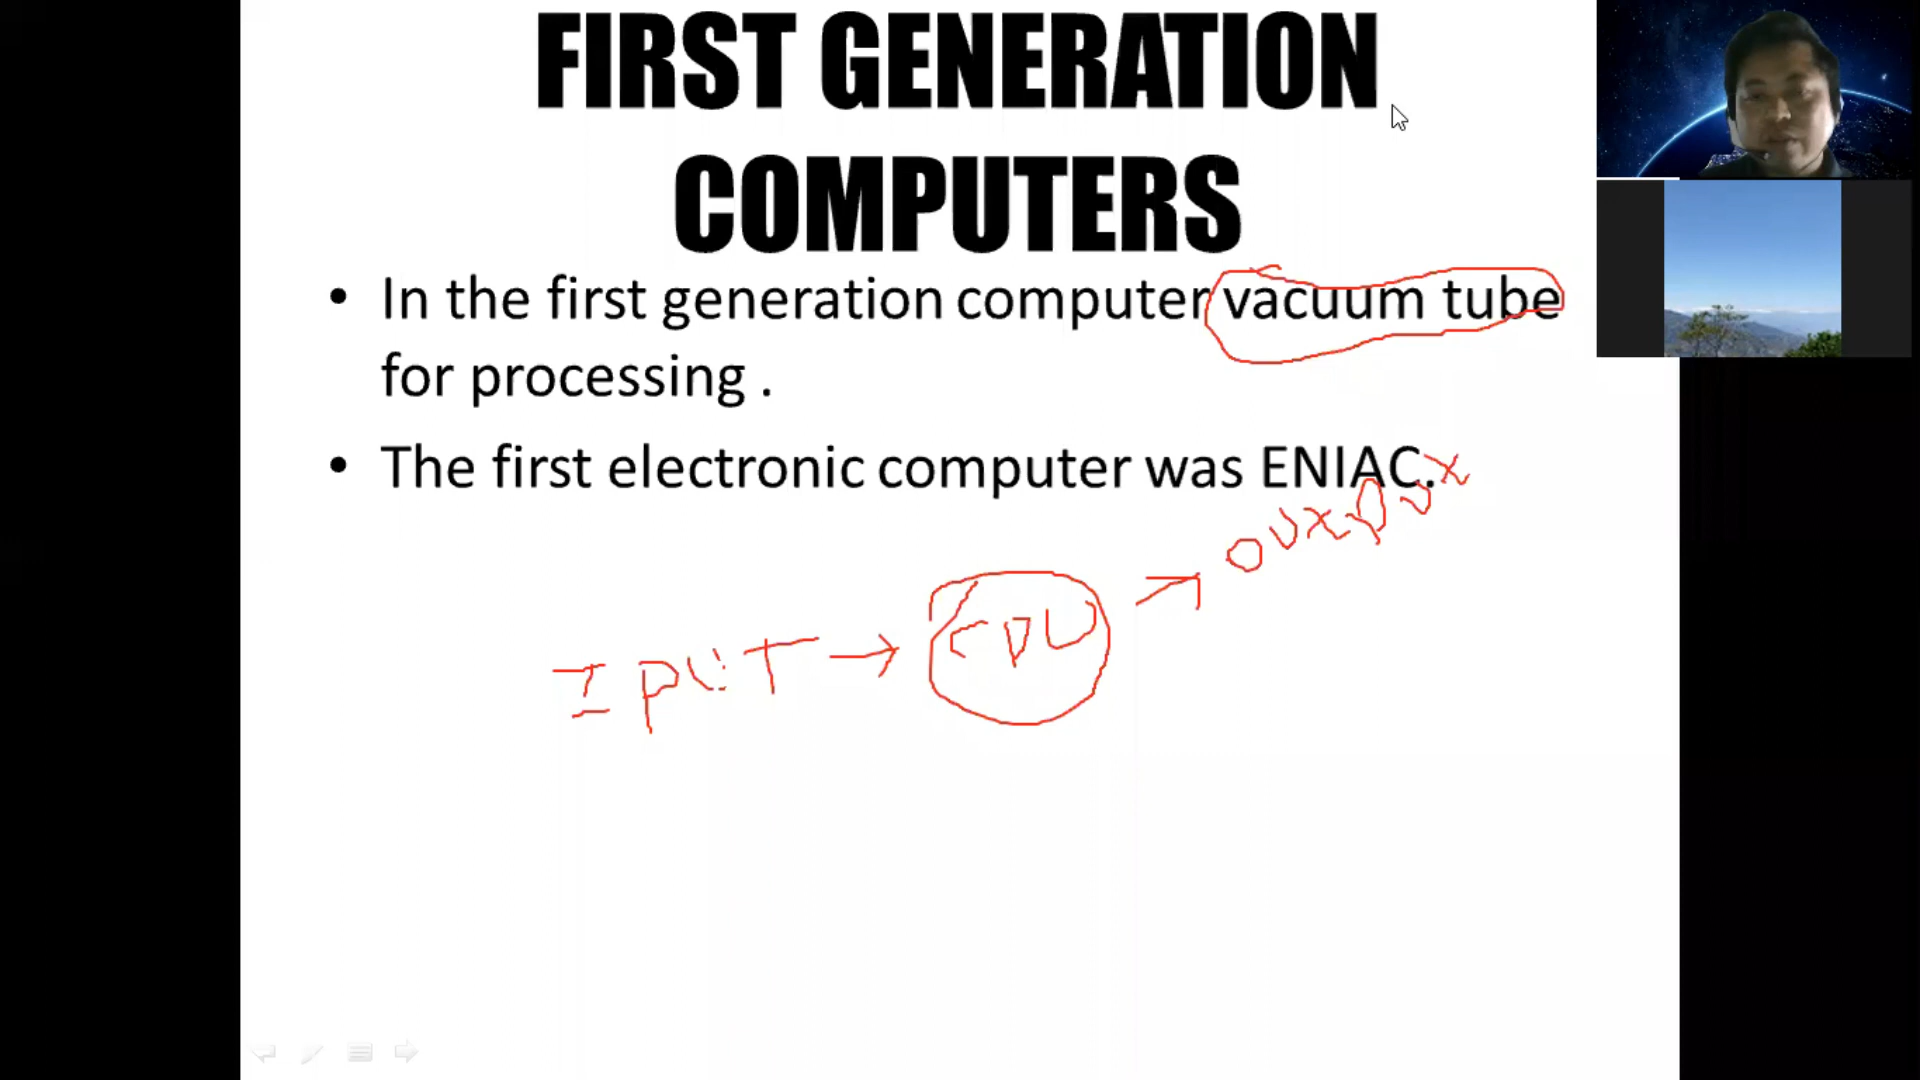 FIRST GENERATION
COMPUTERS
• In the first generation computer vacuum tube
for processing .
• The first electronic computer was ENIAC.
IPUT → CPU → output